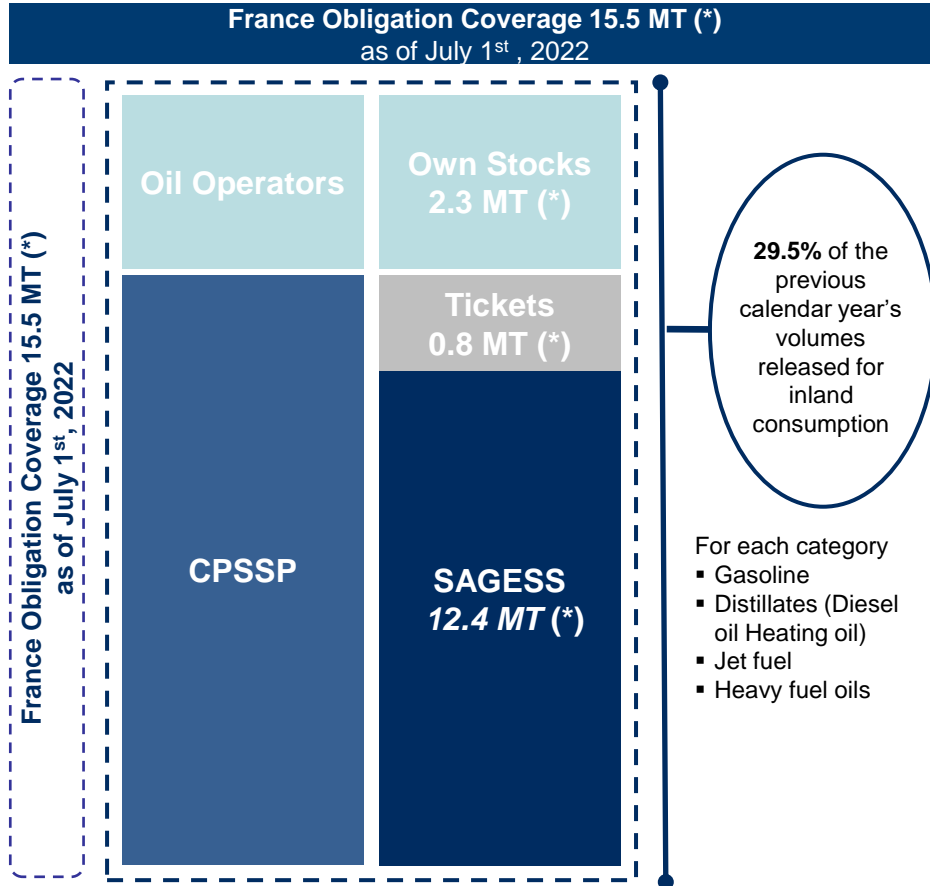 France Obligation Coverage 15.5 MT (*)
as of July 1st , 2022
France Obligation Coverage 15.5 MT (*)
as of July 1st, 2022
Oil Operators
Own Stocks
2.3 MT (*)
Tickets
0.8 MT (*)
CPSSP
SAGESS
12.4 MT (*)
29.5% of the
previous
calendar year’s
volumes
released for
inland
consumption
For each category
▪ Gasoline
▪ Distillates (Diesel
oil Heating oil)
▪ Jet fuel
▪ Heavy fuel oils